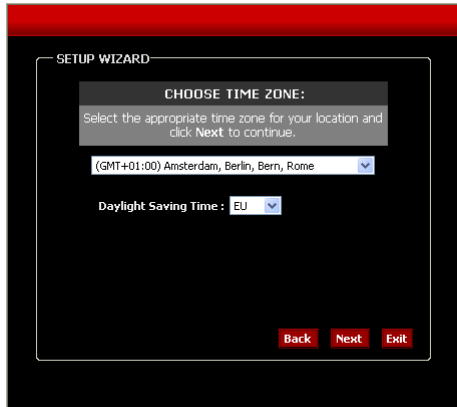 SETUP WIZARD
CHOOSE TIME ZONE:
Select the appropriate time zone for your location and
click Next to continue.
(GMT+01:00) Amsterdam, Berlin, Bern, Rome
Daylight Saving Time : EU
Back Next Exit